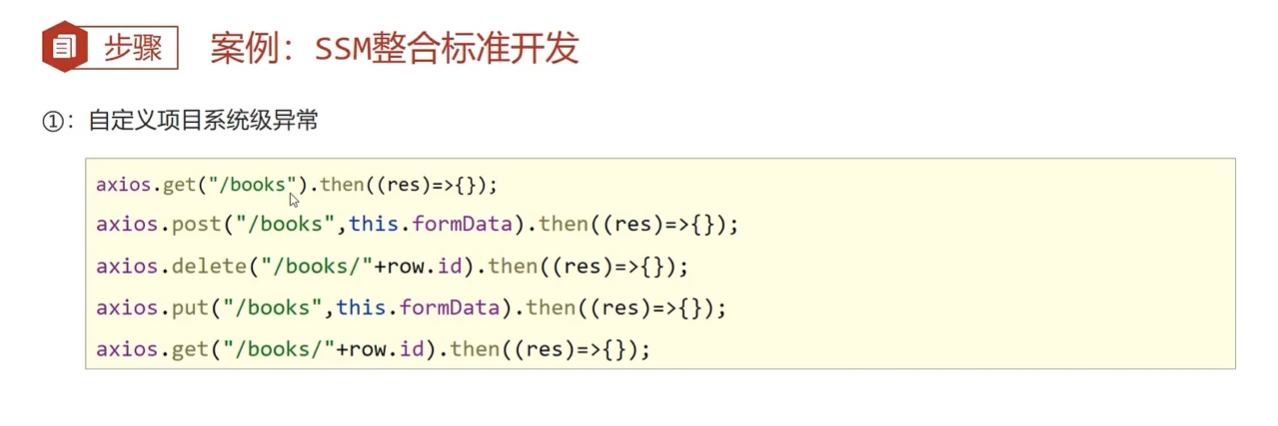 步骤 案例：SSM整合标准开发
①：自定义项目系统级异常
axios.get("/books").then((res)=>{});
axios.post("/books",this.formData).then((res)=>{});
axios.delete("/books/"+row.id).then((res)=>{});
axios.put("/books",this.formData).then((res)=>{});
axios.get("/books/"+row.id).then((res)=>{});